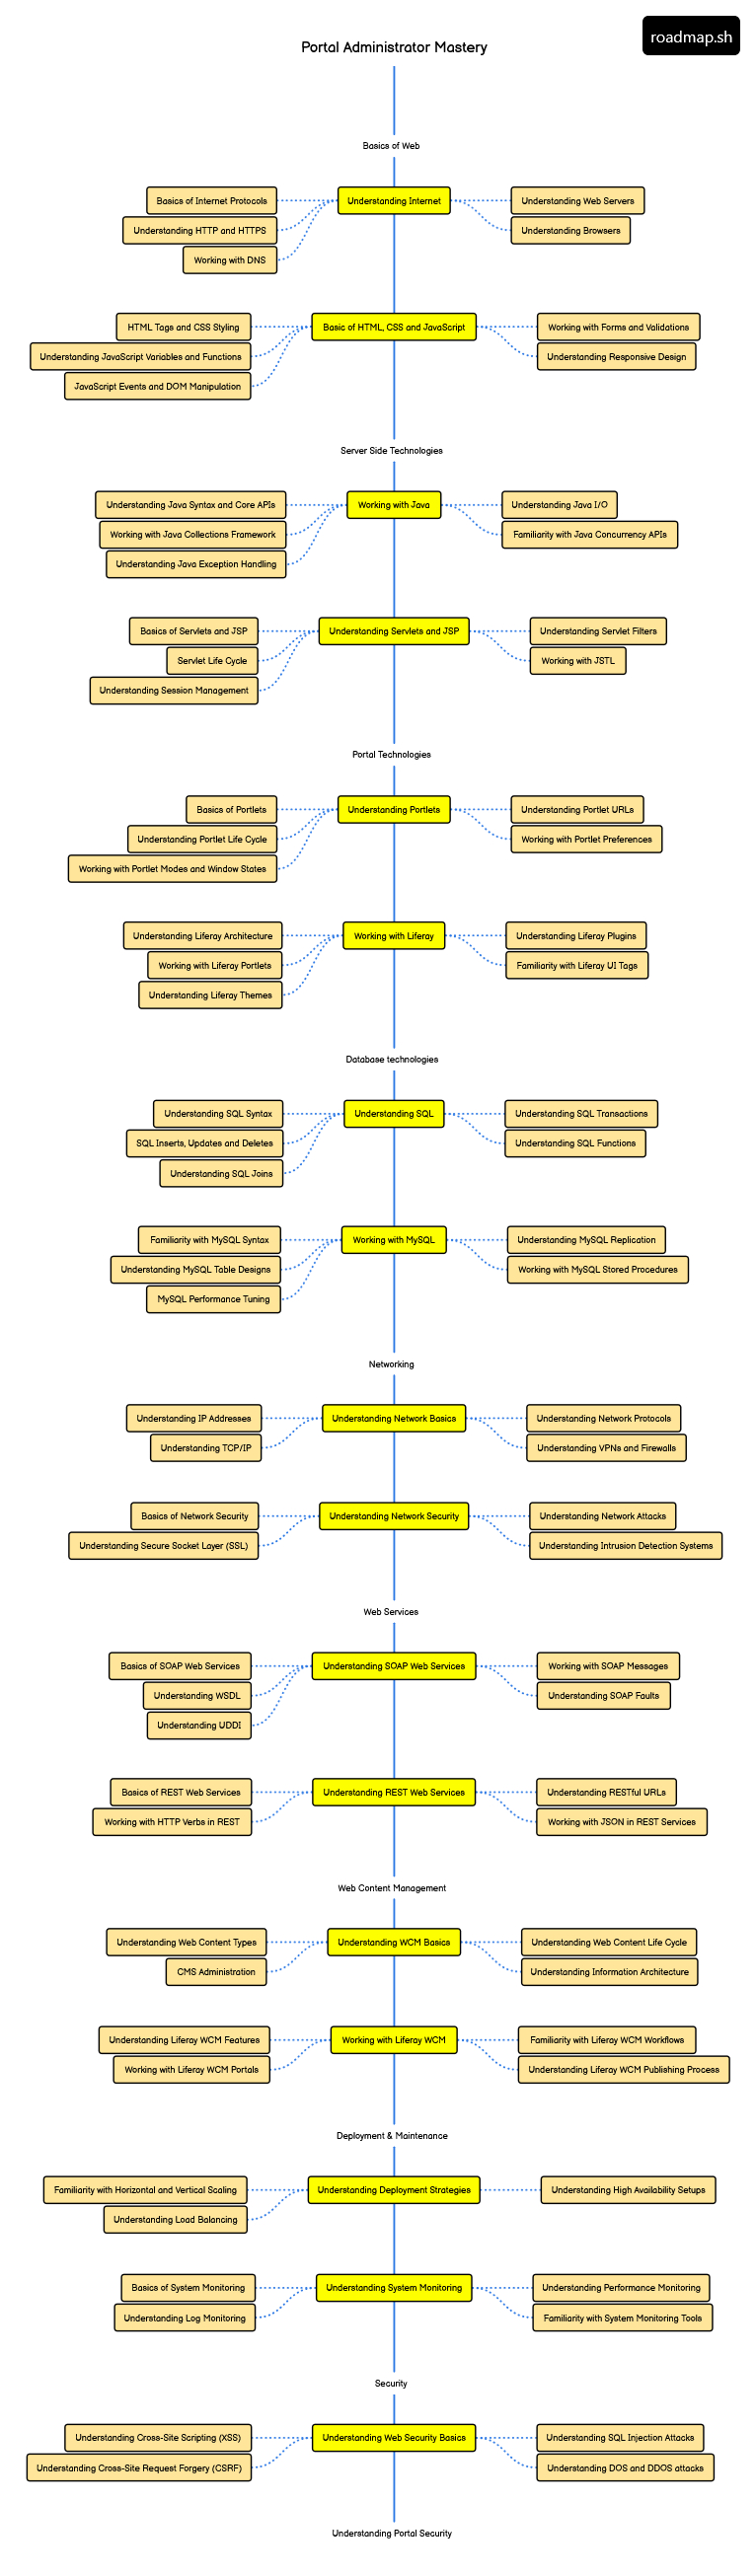 roadmap.sh
Portal Administrator Mastery
Basics of Web
Basics of Internet Protocols
Understanding Internet
Understanding Web Servers
Understanding HTTP and HTTPS
Understanding Browsers
Working with DNS
HTML Tags and CSS Styling
Basic of HTML, CSS and JavaScript
Working with Forms and Validations
Understanding JavaScript Variables and Functions
Understanding Responsive Design
JavaScript Events and DOM Manipulation
Server Side Technologies
Understanding Java Syntax and Core APIs
Working with Java
Understanding Java I/O
Working with Java Collections Framework
Familiarity with Java Concurrency APIs
Understanding Java Exception Handling
Basics of Servlets and JSP
Understanding Servlets and JSP
Understanding Servlet Filters
Servlet Life Cycle
Working with JSTL
Understanding Session Management
Portal Technologies
Basics of Portlets
Understanding Portlets
Understanding Portlet URLs
Understanding Portlet Life Cycle
Working with Portlet Preferences
Working with Portlet Modes and Window States
Understanding Liferay Architecture
Working with Liferay
Understanding Liferay Plugins
Working with Liferay Portlets
Familiarity with Liferay UI Tags
Understanding Liferay Themes
Database technologies
Understanding SQL Syntax
Understanding SQL
Understanding SQL Transactions
SQL Inserts, Updates and Deletes
Understanding SQL Functions
Understanding SQL Joins
Familiarity with MySQL Syntax
Working with MySQL
Understanding MySQL Replication
Understanding MySQL Table Designs
Working with MySQL Stored Procedures
MySQL Performance Tuning
Networking
Understanding IP Addresses
Understanding Network Basics
Understanding Network Protocols
Understanding TCP/IP
Understanding VPNs and Firewalls
Basics of Network Security
Understanding Network Security
Understanding Network Attacks
Understanding Secure Socket Layer (SSL)
Understanding Intrusion Detection Systems
Web Services
Basics of SOAP Web Services
Understanding SOAP Web Services
Working with SOAP Messages
Understanding WSDL
Understanding SOAP Faults
Understanding UDDI
Basics of REST Web Services
Understanding REST Web Services
Understanding RESTful URLs
Working with HTTP Verbs in REST
Working with JSON in REST Services
Web Content Management
Understanding Web Content Types
Understanding WCM Basics
Understanding Web Content Life Cycle
CMS Administration
Understanding Information Architecture
Understanding Liferay WCM Features
Working with Liferay WCM
Familiarity with Liferay WCM Workflows
Working with Liferay WCM Portals
Understanding Liferay WCM Publishing Process
Deployment & Maintenance
Familiarity with Horizontal and Vertical Scaling
Understanding Deployment Strategies
Understanding High Availability Setups
Understanding Load Balancing
Basics of System Monitoring
Understanding System Monitoring
Understanding Performance Monitoring
Understanding Log Monitoring
Familiarity with System Monitoring Tools
Security
Understanding Cross-Site Scripting (XSS)
Understanding Web Security Basics
Understanding SQL Injection Attacks
Understanding Cross-Site Request Forgery (CSRF)
Understanding DOS and DDOS attacks
Understanding Portal Security